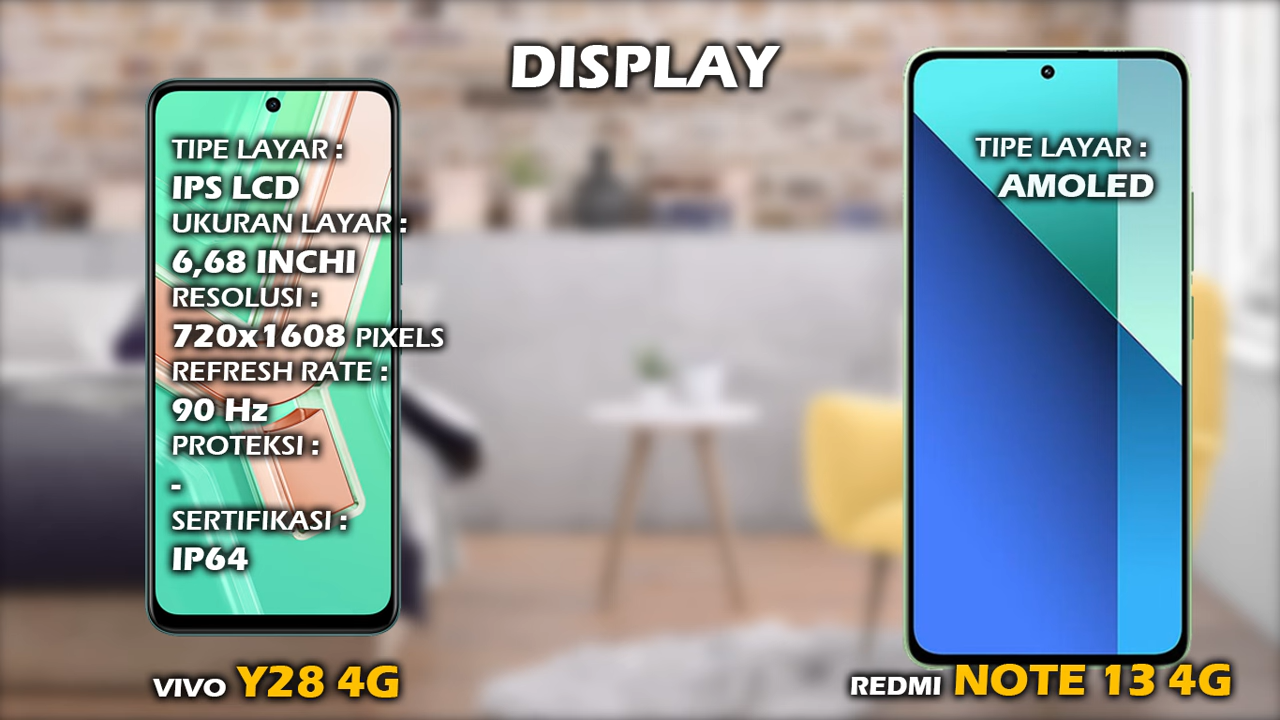 DISPLAY
TIPE LAYAR :
IPS LCD
UKURAN LAYAR :
6,68 INCHI
RESOLUSI :
720x1608 PIXELS
REFRESH RATE :
90 Hz
PROTEKSI :
-
SERTIFIKASI :
IP64
VIVO Y28 4G
TIPE LAYAR :
AMOLED
REDMI NOTE 13 4G